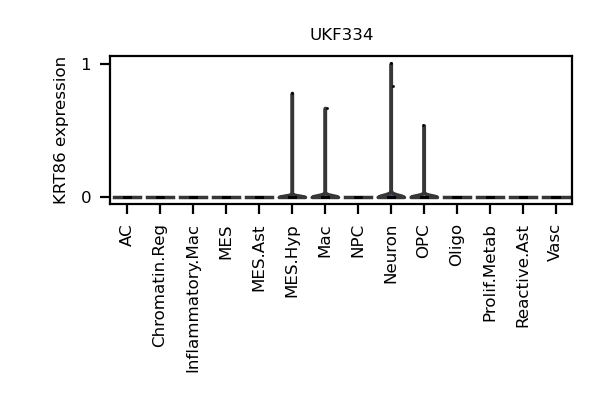 UKF334
KRT86 expression
1
0
AC
Chromatin.Reg
Inflammatory.Mac
MES
MES.Ast
MES.Hyp
Mac
NPC
Neuron
OPC
Oligo
Prolif.Metab
Reactive.Ast
Vasc